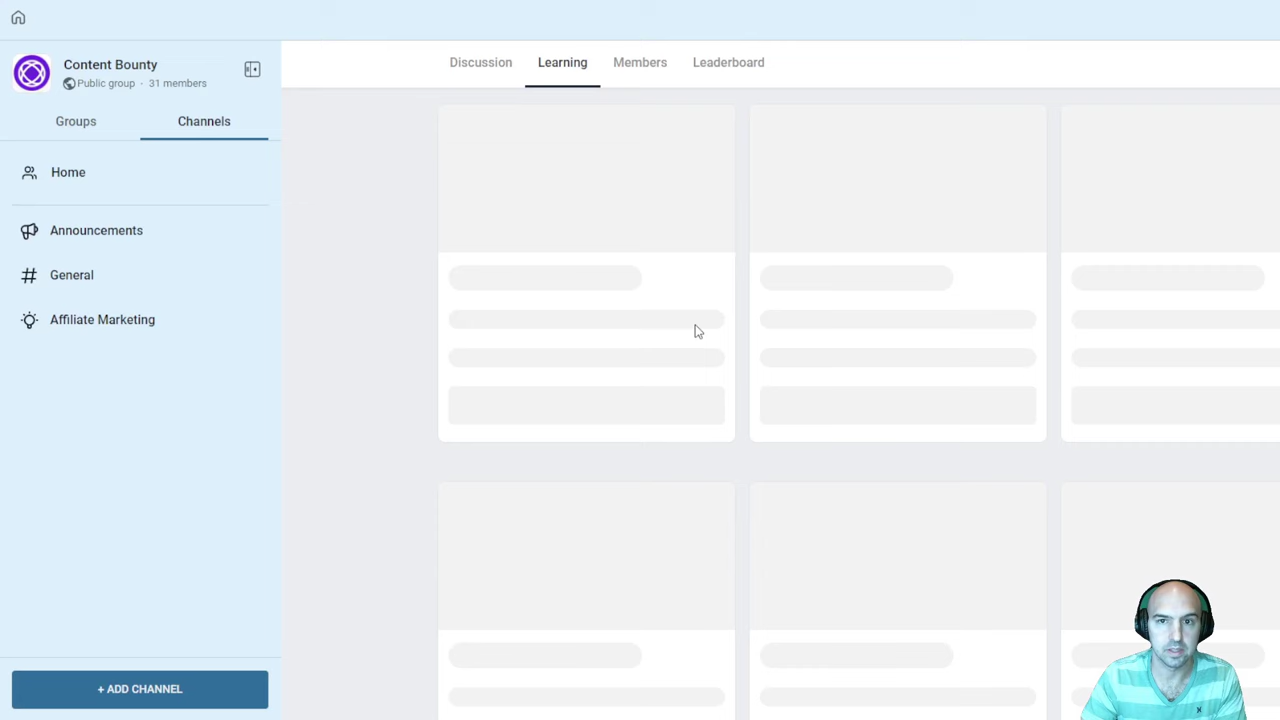 Content Bounty
Public group · 31 members
Groups
Channels
Home
Announcements
General
Affiliate Marketing
+ ADD CHANNEL
Discussion
Learning
Members
Leaderboard